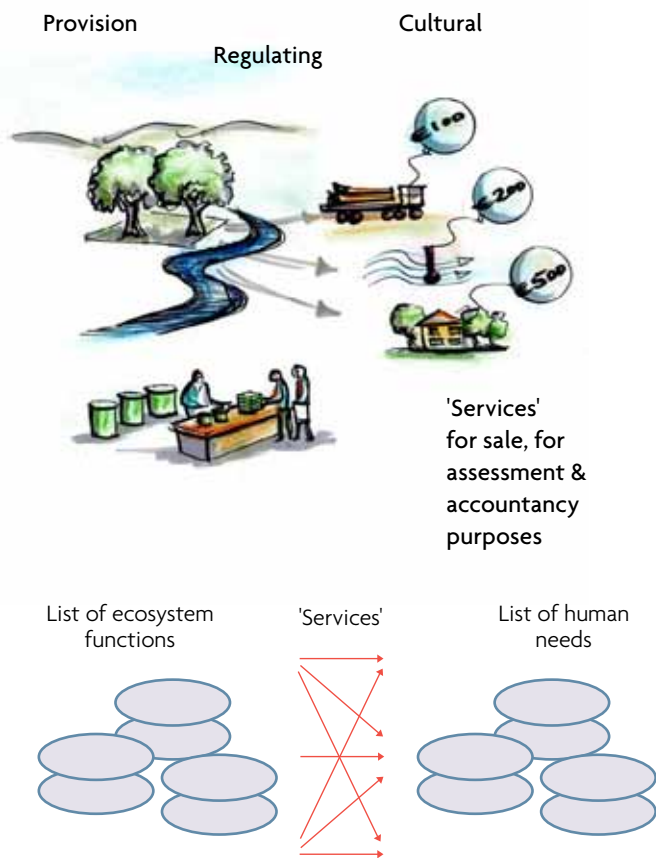 Provision
Cultural
Regulating
€100
€200
€500
'Services'
for sale, for
assessment &
accountancy
purposes
List of ecosystem
functions
'Services'
List of human
needs